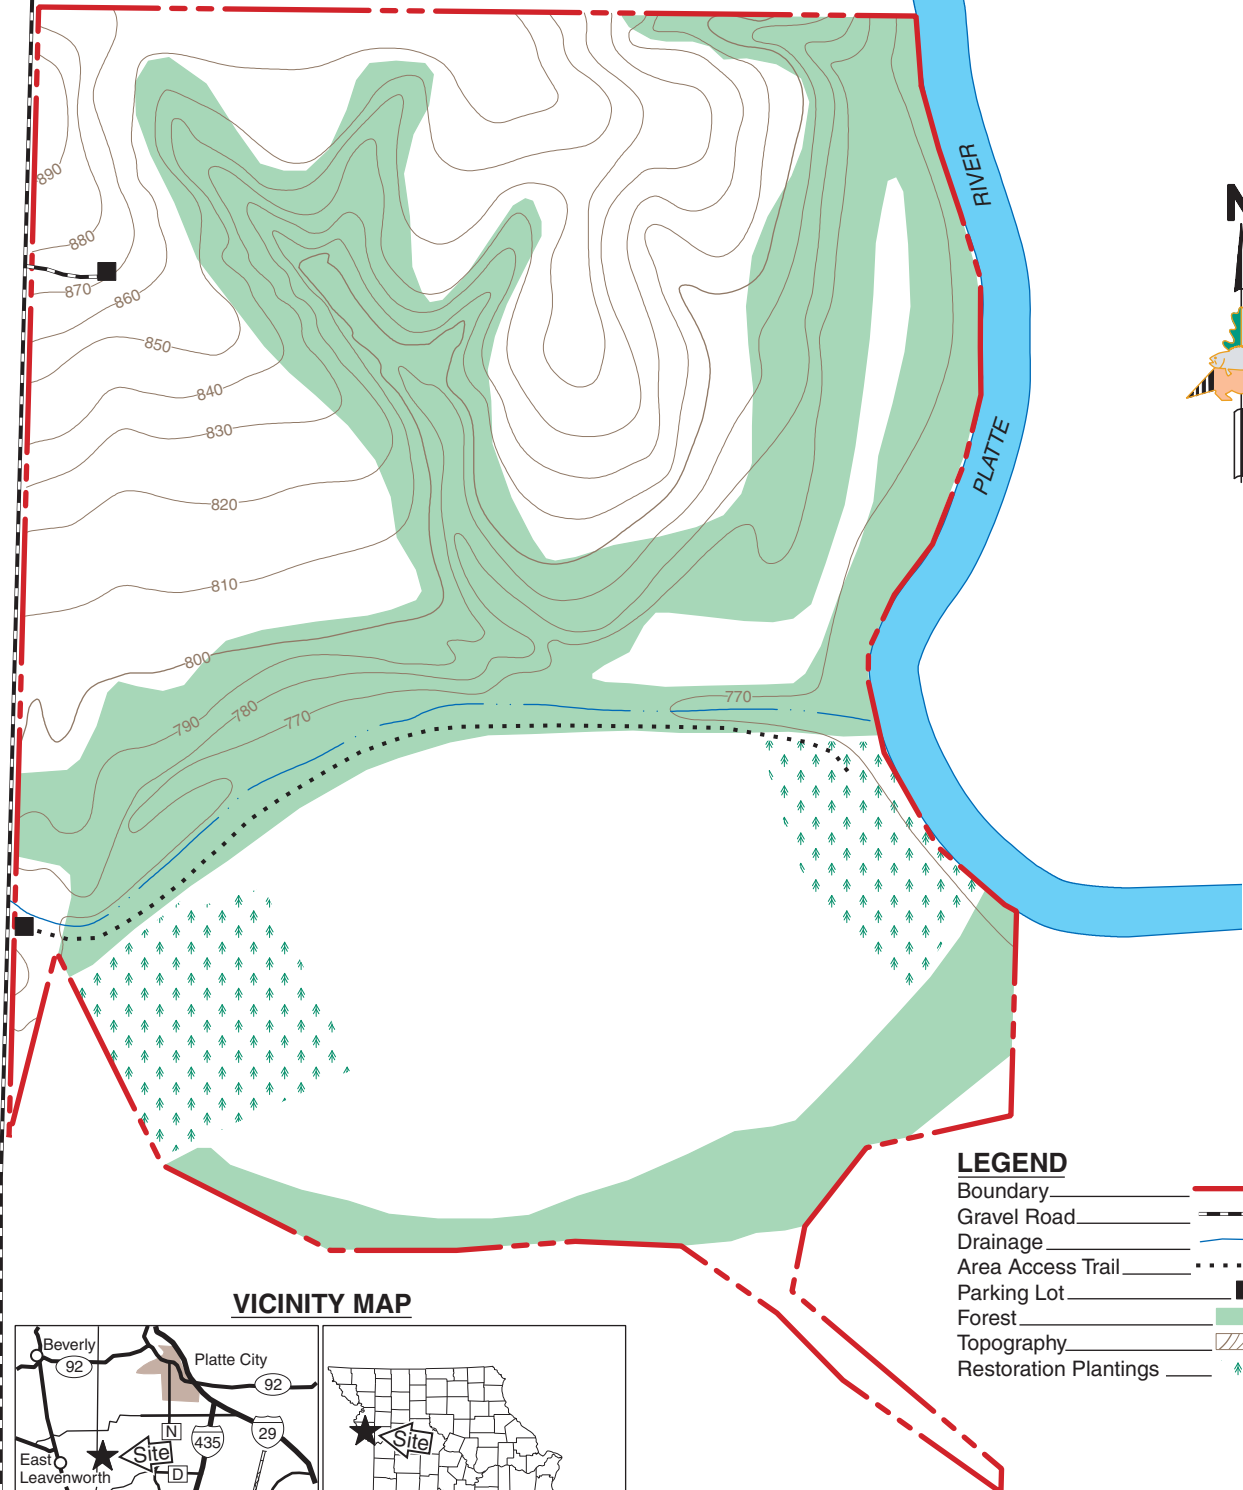 890
880
870
860
850
840
830
820
810
800
790
780
770
770
RIVER
PLATTE
N
LEGEND
Boundary
Gravel Road
Drainage
Area Access Trail
Parking Lot
Forest
Topography
Restoration Plantings
VICINITY MAP
Beverly
92
Platte City
92
N
435
29
Site
D
East
Leavenworth
Site